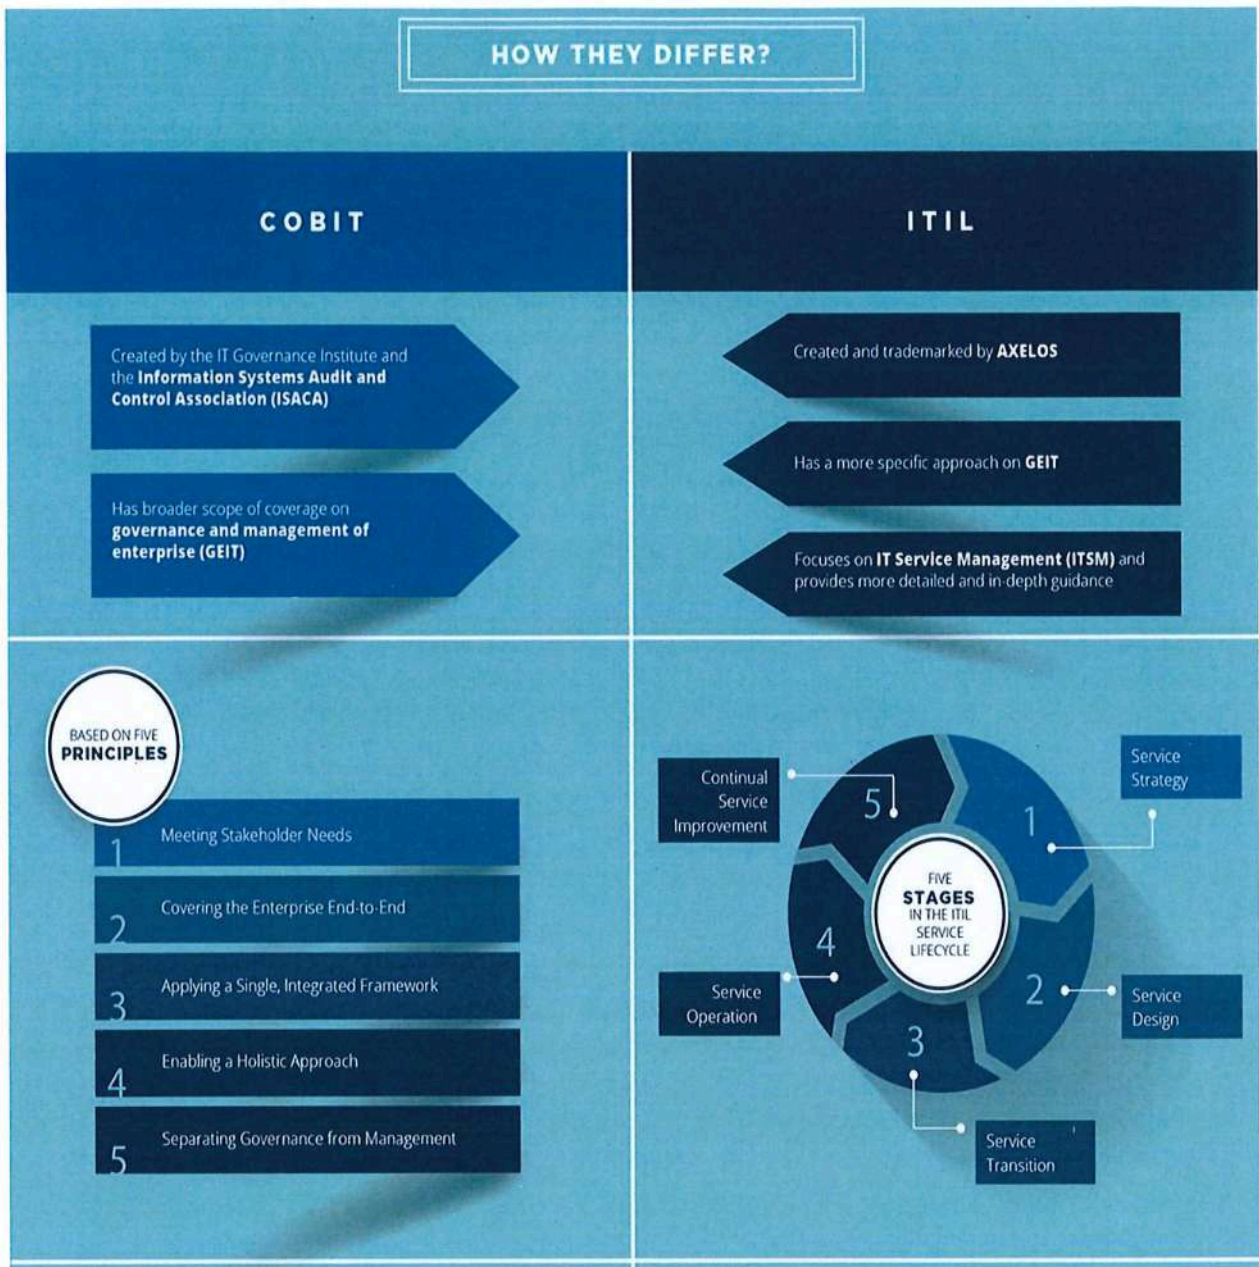 HOW THEY DIFFER?
COBIT
Created by the IT Governance Institute and
the Information Systems Audit and
Control Association (ISACA)
Has broader scope of coverage on
governance and management of
enterprise (GEIT)
ITIL
Created and trademarked by AXELOS
Has a more specific approach on GEIT
Focuses on IT Service Management (ITSM) and
provides more detailed and in-depth guidance
BASED ON FIVE
PRINCIPLES
1 Meeting Stakeholder Needs
2 Covering the Enterprise End-to-End
3 Applying a Single, Integrated Framework
4 Enabling a Holistic Approach
5 Separating Governance from Management
FIVE
STAGES
IN THE ITIL
SERVICE
LIFECYCLE
1
Service
Strategy
2
Service
Design
3
Service
Transition
4
Service
Operation
5
Continual
Service
Improvement